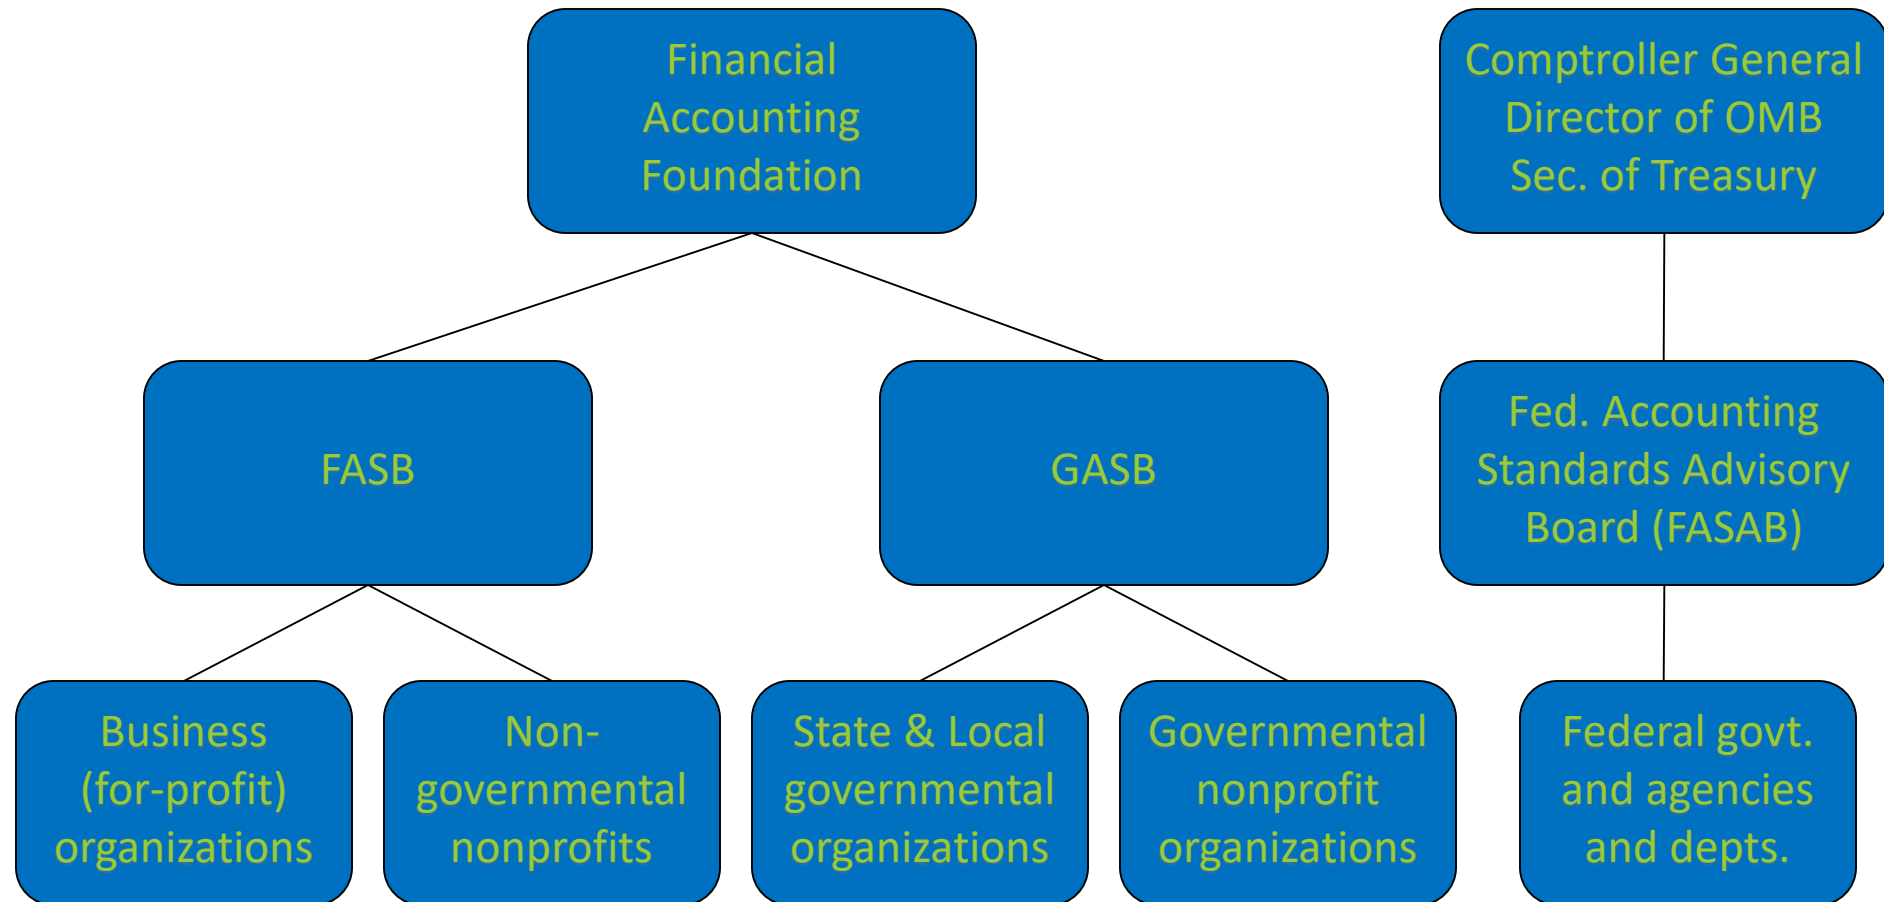 Financial
Accounting
Foundation
Comptroller General
Director of OMB
Sec. of Treasury
FASB
GASB
Fed. Accounting
Standards Advisory
Board (FASAB)
Business
(for-profit)
organizations
Non-
governmental
nonprofits
State & Local
governmental
organizations
Governmental
nonprofit
organizations
Federal govt.
and agencies
and depts.